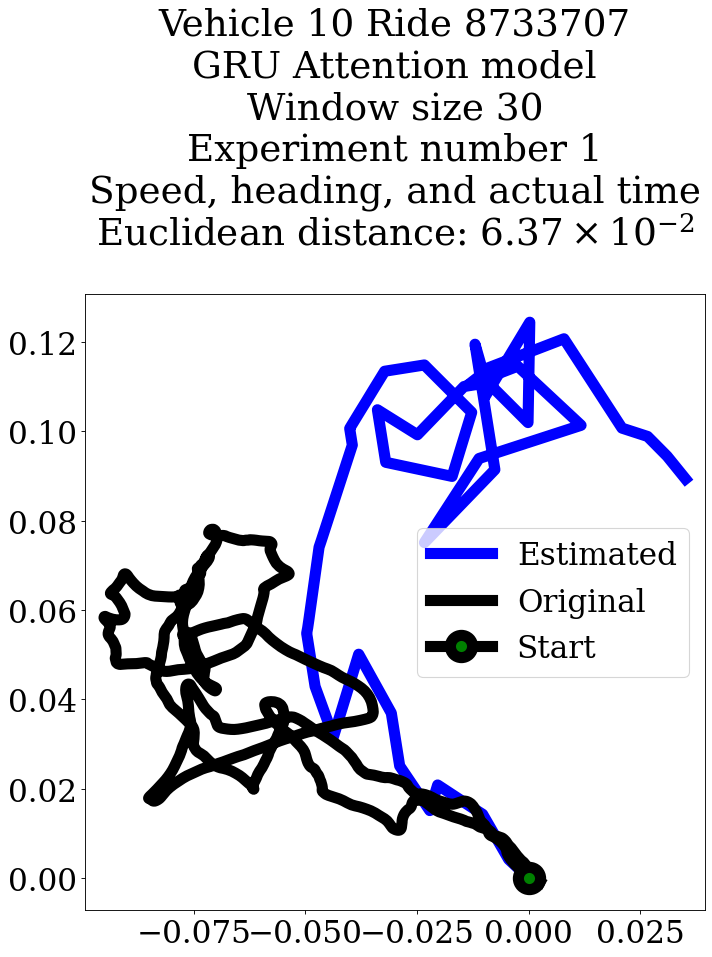 Vehicle 10 Ride 8733707
GRU Attention model
Window size 30
Experiment number 1
Speed, heading, and actual time
Euclidean distance: 6.37 × 10⁻²
0.12
0.10
0.08
0.06
0.04
0.02
0.00
Estimated
Original
Start
−0.075 −0.050 −0.025 0.000 0.025